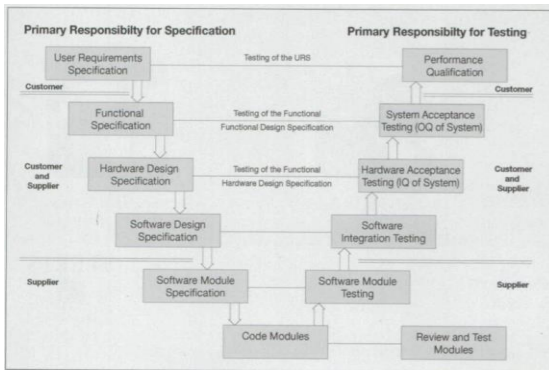 Primary Responsibilty for Specification
Primary Responsibilty for Testing
User Requirements
Specification
Testing of the URS
Performance
Qualification
Customer
Customer
Functional
Specification
Testing of the Functional
Functional Design Specification
System Acceptance
Testing (OQ of System)
Customer
and
Supplier
Hardware Design
Specification
Testing of the Functional
Hardware Design Specification
Hardware Acceptance
Testing (IQ of System)
Customer
and
Supplier
Software Design
Specification
Software
Integration Testing
Supplier
Software Module
Specification
Software Module
Testing
Supplier
Code Modules
Review and Test
Modules